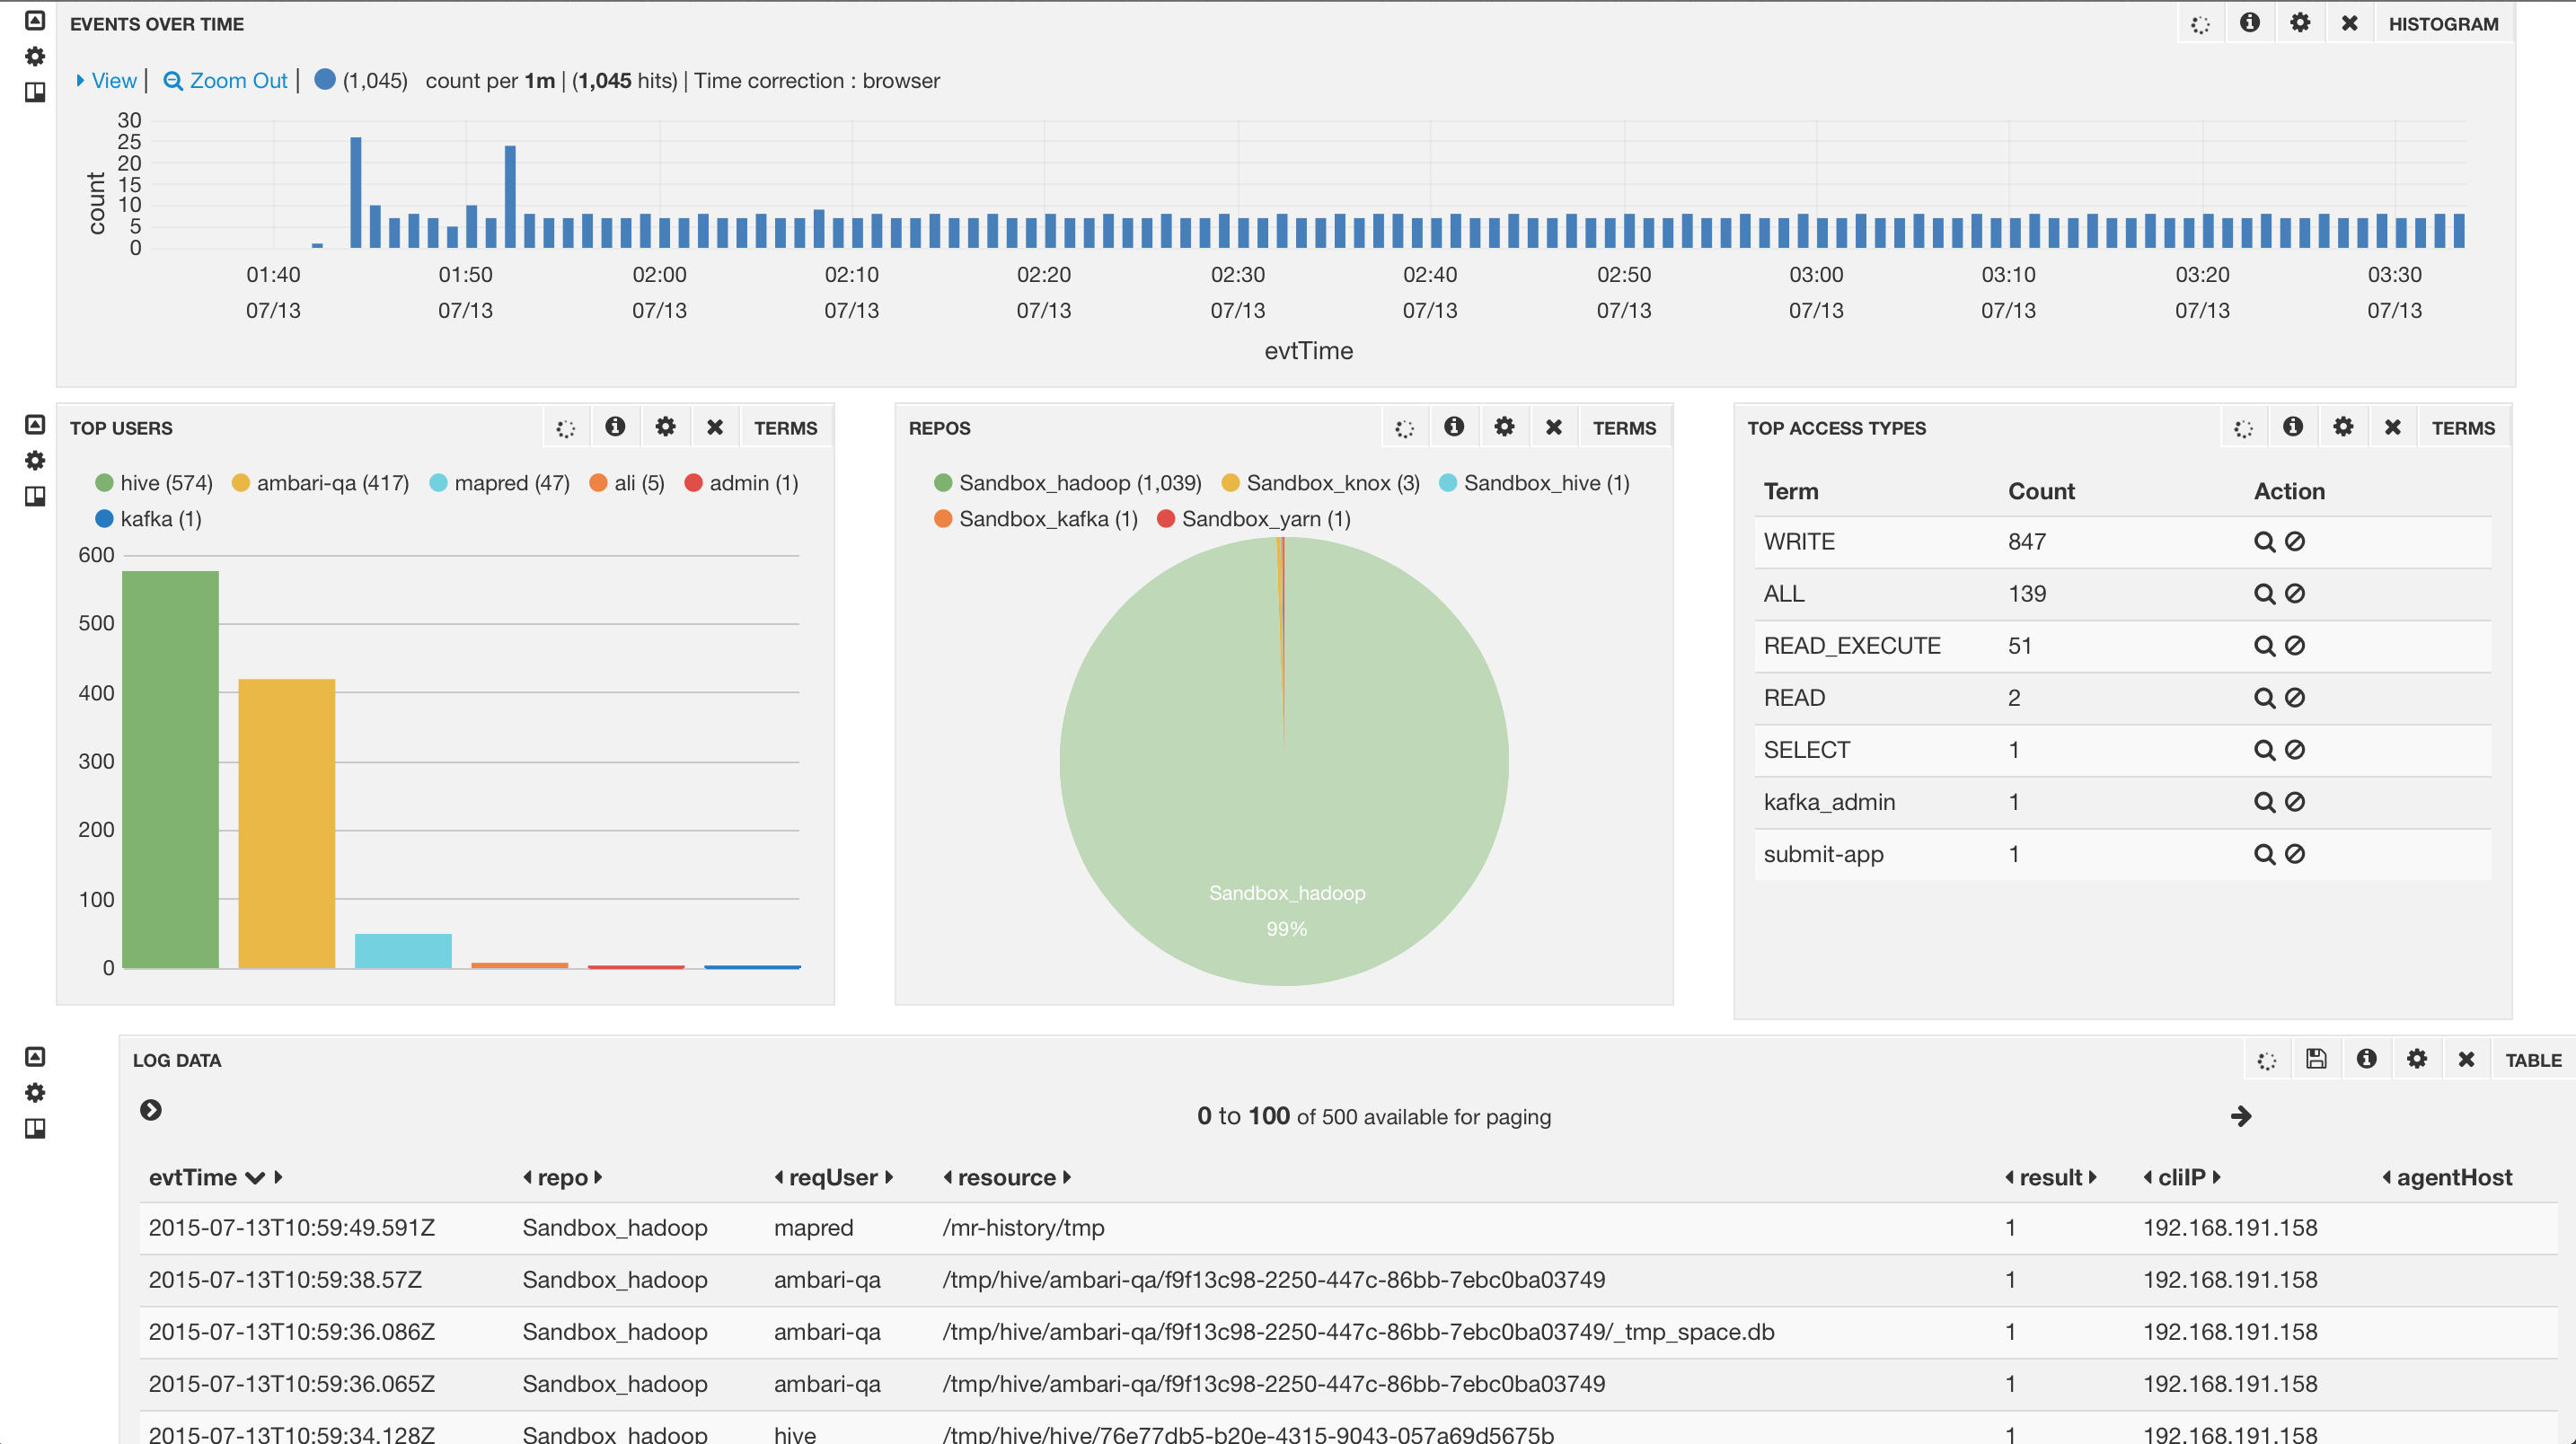 EVENTS OVER TIME HISTOGRAM
View | Zoom Out | (1,045) count per 1m | (1,045 hits) | Time correction : browser
30
25
20
15
10
5
0
count
01:40 01:50 02:00 02:10 02:20 02:30 02:40 02:50 03:00 03:10 03:20 03:30
07/13 07/13 07/13 07/13 07/13 07/13 07/13 07/13 07/13 07/13 07/13 07/13
evtTime
TOP USERS TERMS
hive (574) ambari-qa (417) mapred (47) ali (5) admin (1)
kafka (1)
600
500
400
300
200
100
0
REPOS TERMS
Sandbox_hadoop (1,039) Sandbox_knox (3) Sandbox_hive (1)
Sandbox_kafka (1) Sandbox_yarn (1)
Sandbox_hadoop
99%
TOP ACCESS TYPES TERMS
Term Count Action
WRITE 847
ALL 139
READ_EXECUTE 51
READ 2
SELECT 1
kafka_admin 1
submit-app 1
LOG DATA TABLE
0 to 100 of 500 available for paging
evtTime repo reqUser resource result cliIP agentHost
2015-07-13T10:59:49.591Z Sandbox_hadoop mapred /mr-history/tmp 1 192.168.191.158
2015-07-13T10:59:38.57Z Sandbox_hadoop ambari-qa /tmp/hive/ambari-qa/f9f13c98-2250-447c-86bb-7ebc0ba03749 1 192.168.191.158
2015-07-13T10:59:36.086Z Sandbox_hadoop ambari-qa /tmp/hive/ambari-qa/f9f13c98-2250-447c-86bb-7ebc0ba03749/_tmp_space.db 1 192.168.191.158
2015-07-13T10:59:36.065Z Sandbox_hadoop ambari-qa /tmp/hive/ambari-qa/f9f13c98-2250-447c-86bb-7ebc0ba03749 1 192.168.191.158
2015-07-13T10:59:34.128Z Sandbox_hadoop hive /tmp/hive/hive/76e77db5-b20e-4315-9043-057a69d5675b 1 192.168.191.158